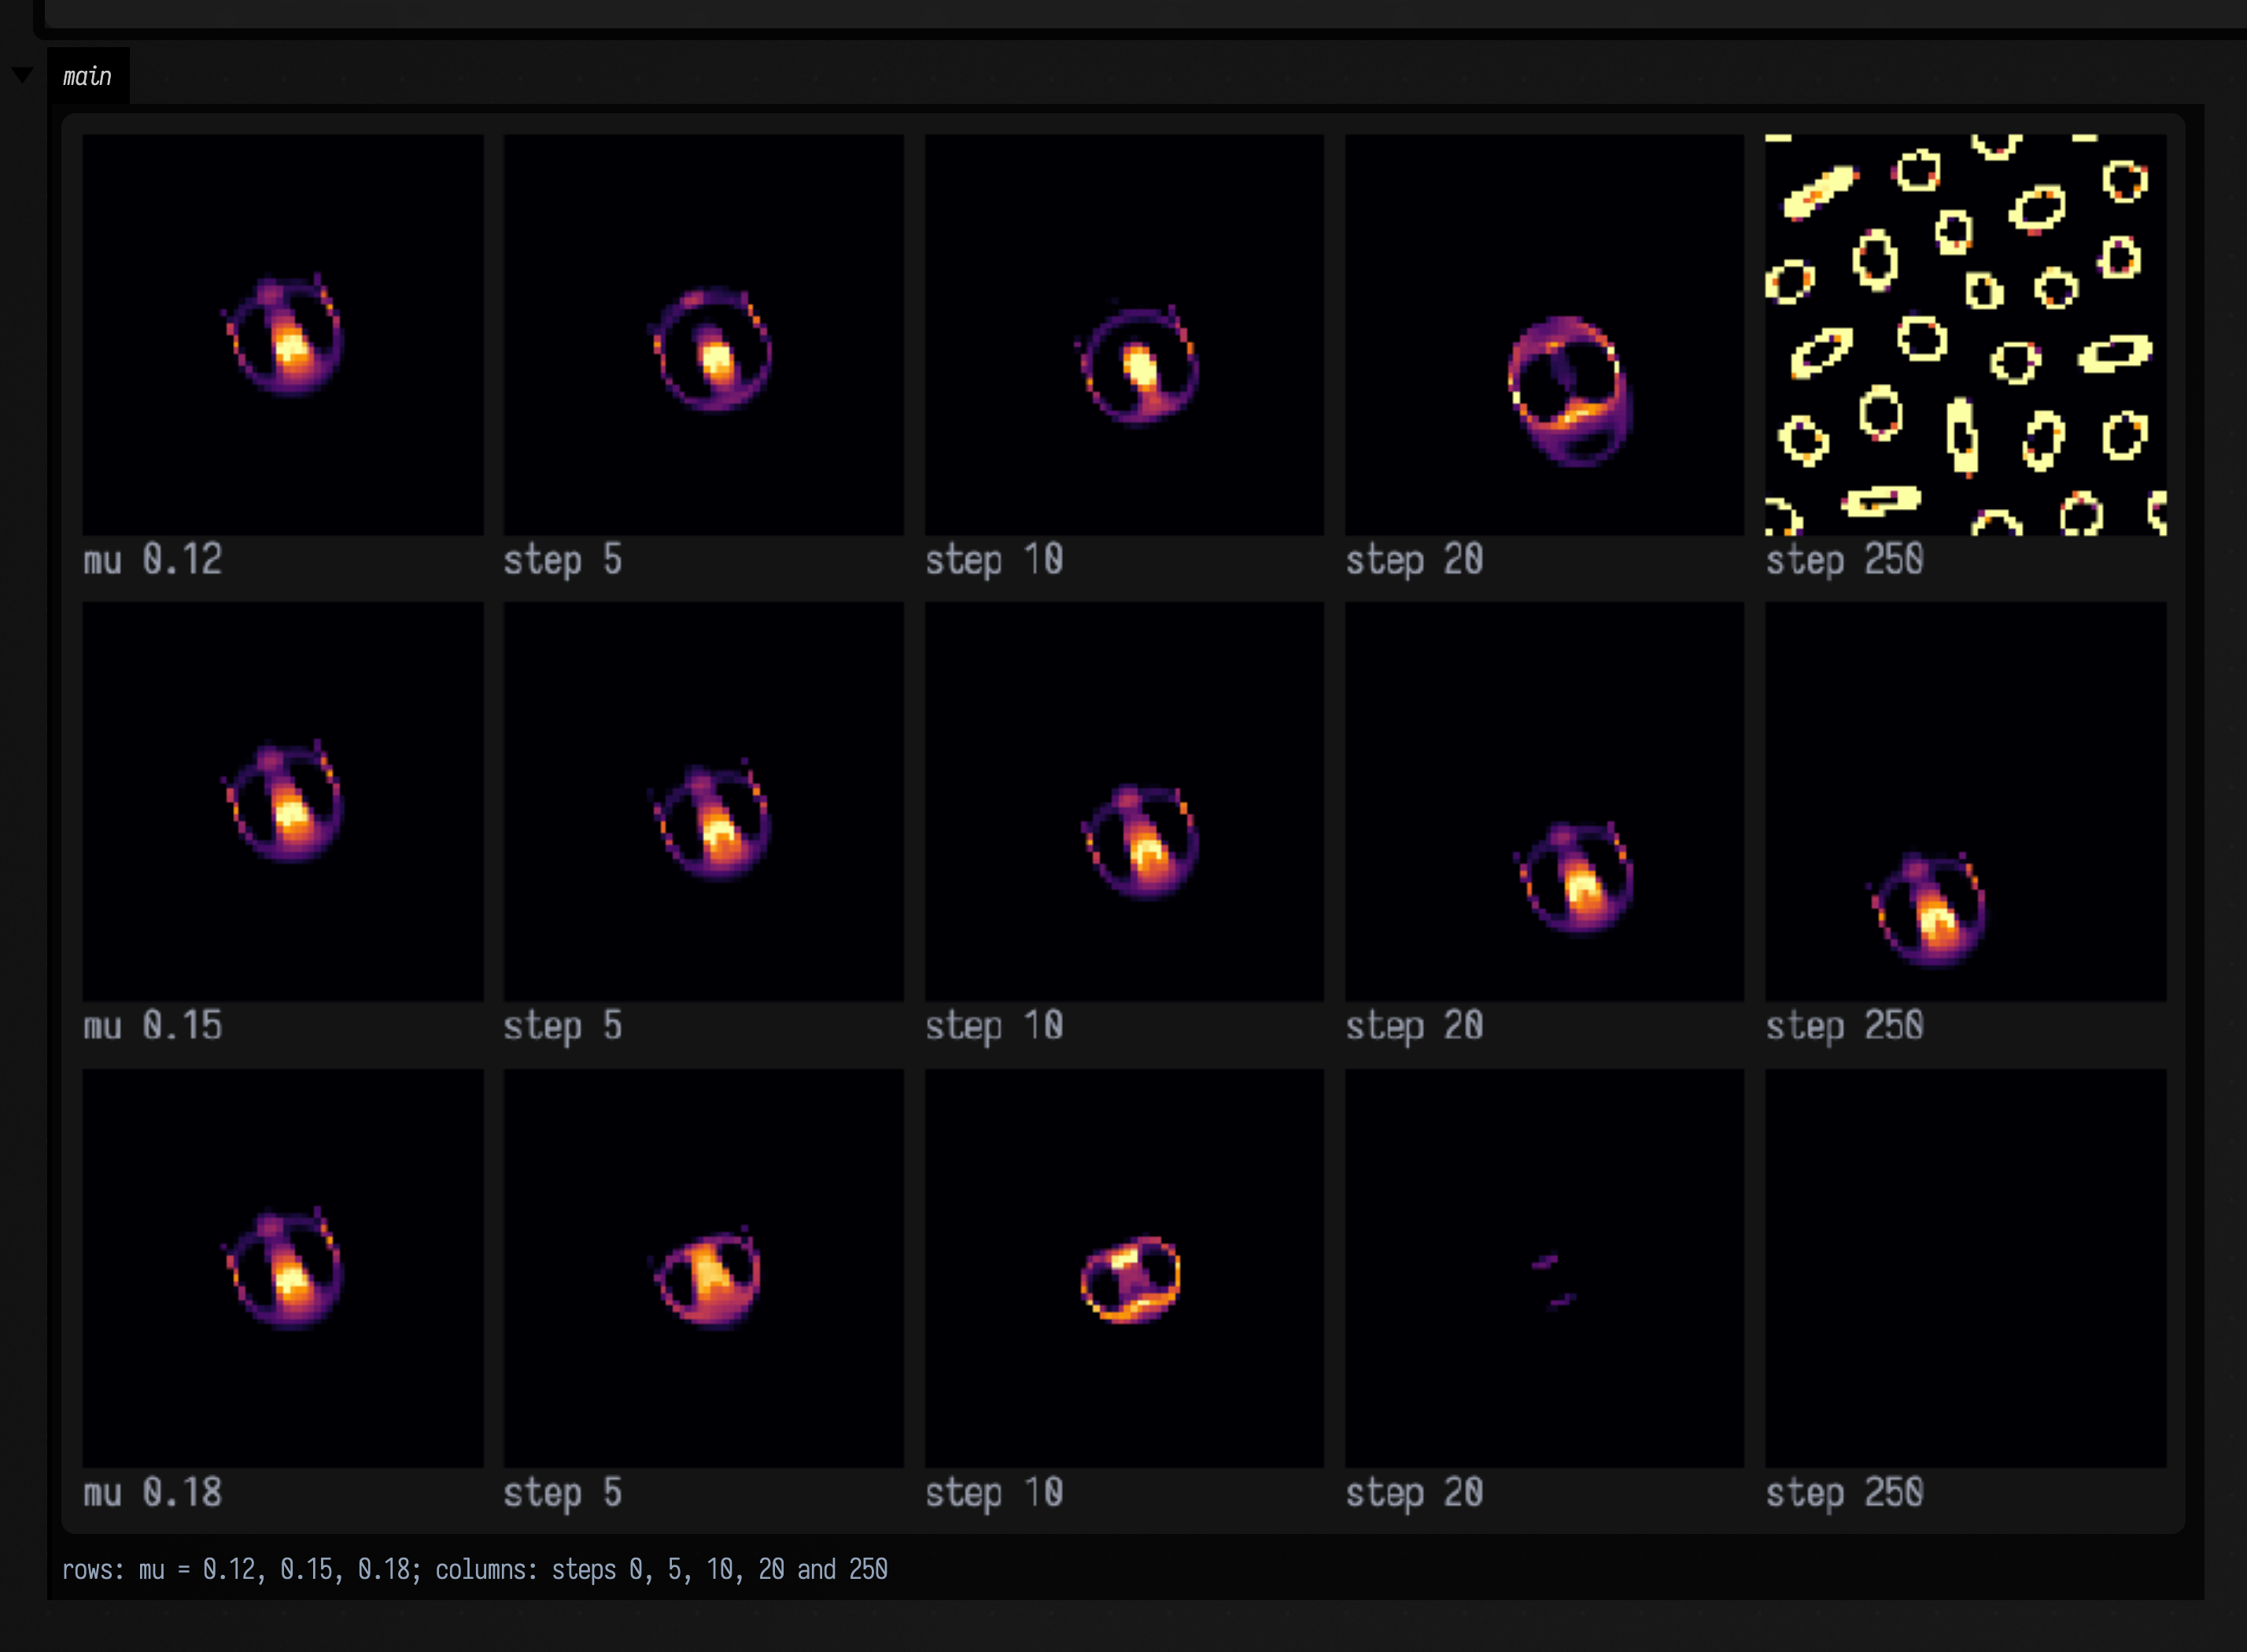 main
mu 0.12 step 5 step 10 step 20 step 250
mu 0.15 step 5 step 10 step 20 step 250
mu 0.18 step 5 step 10 step 20 step 250
rows: mu = 0.12, 0.15, 0.18; columns: steps 0, 5, 10, 20 and 250